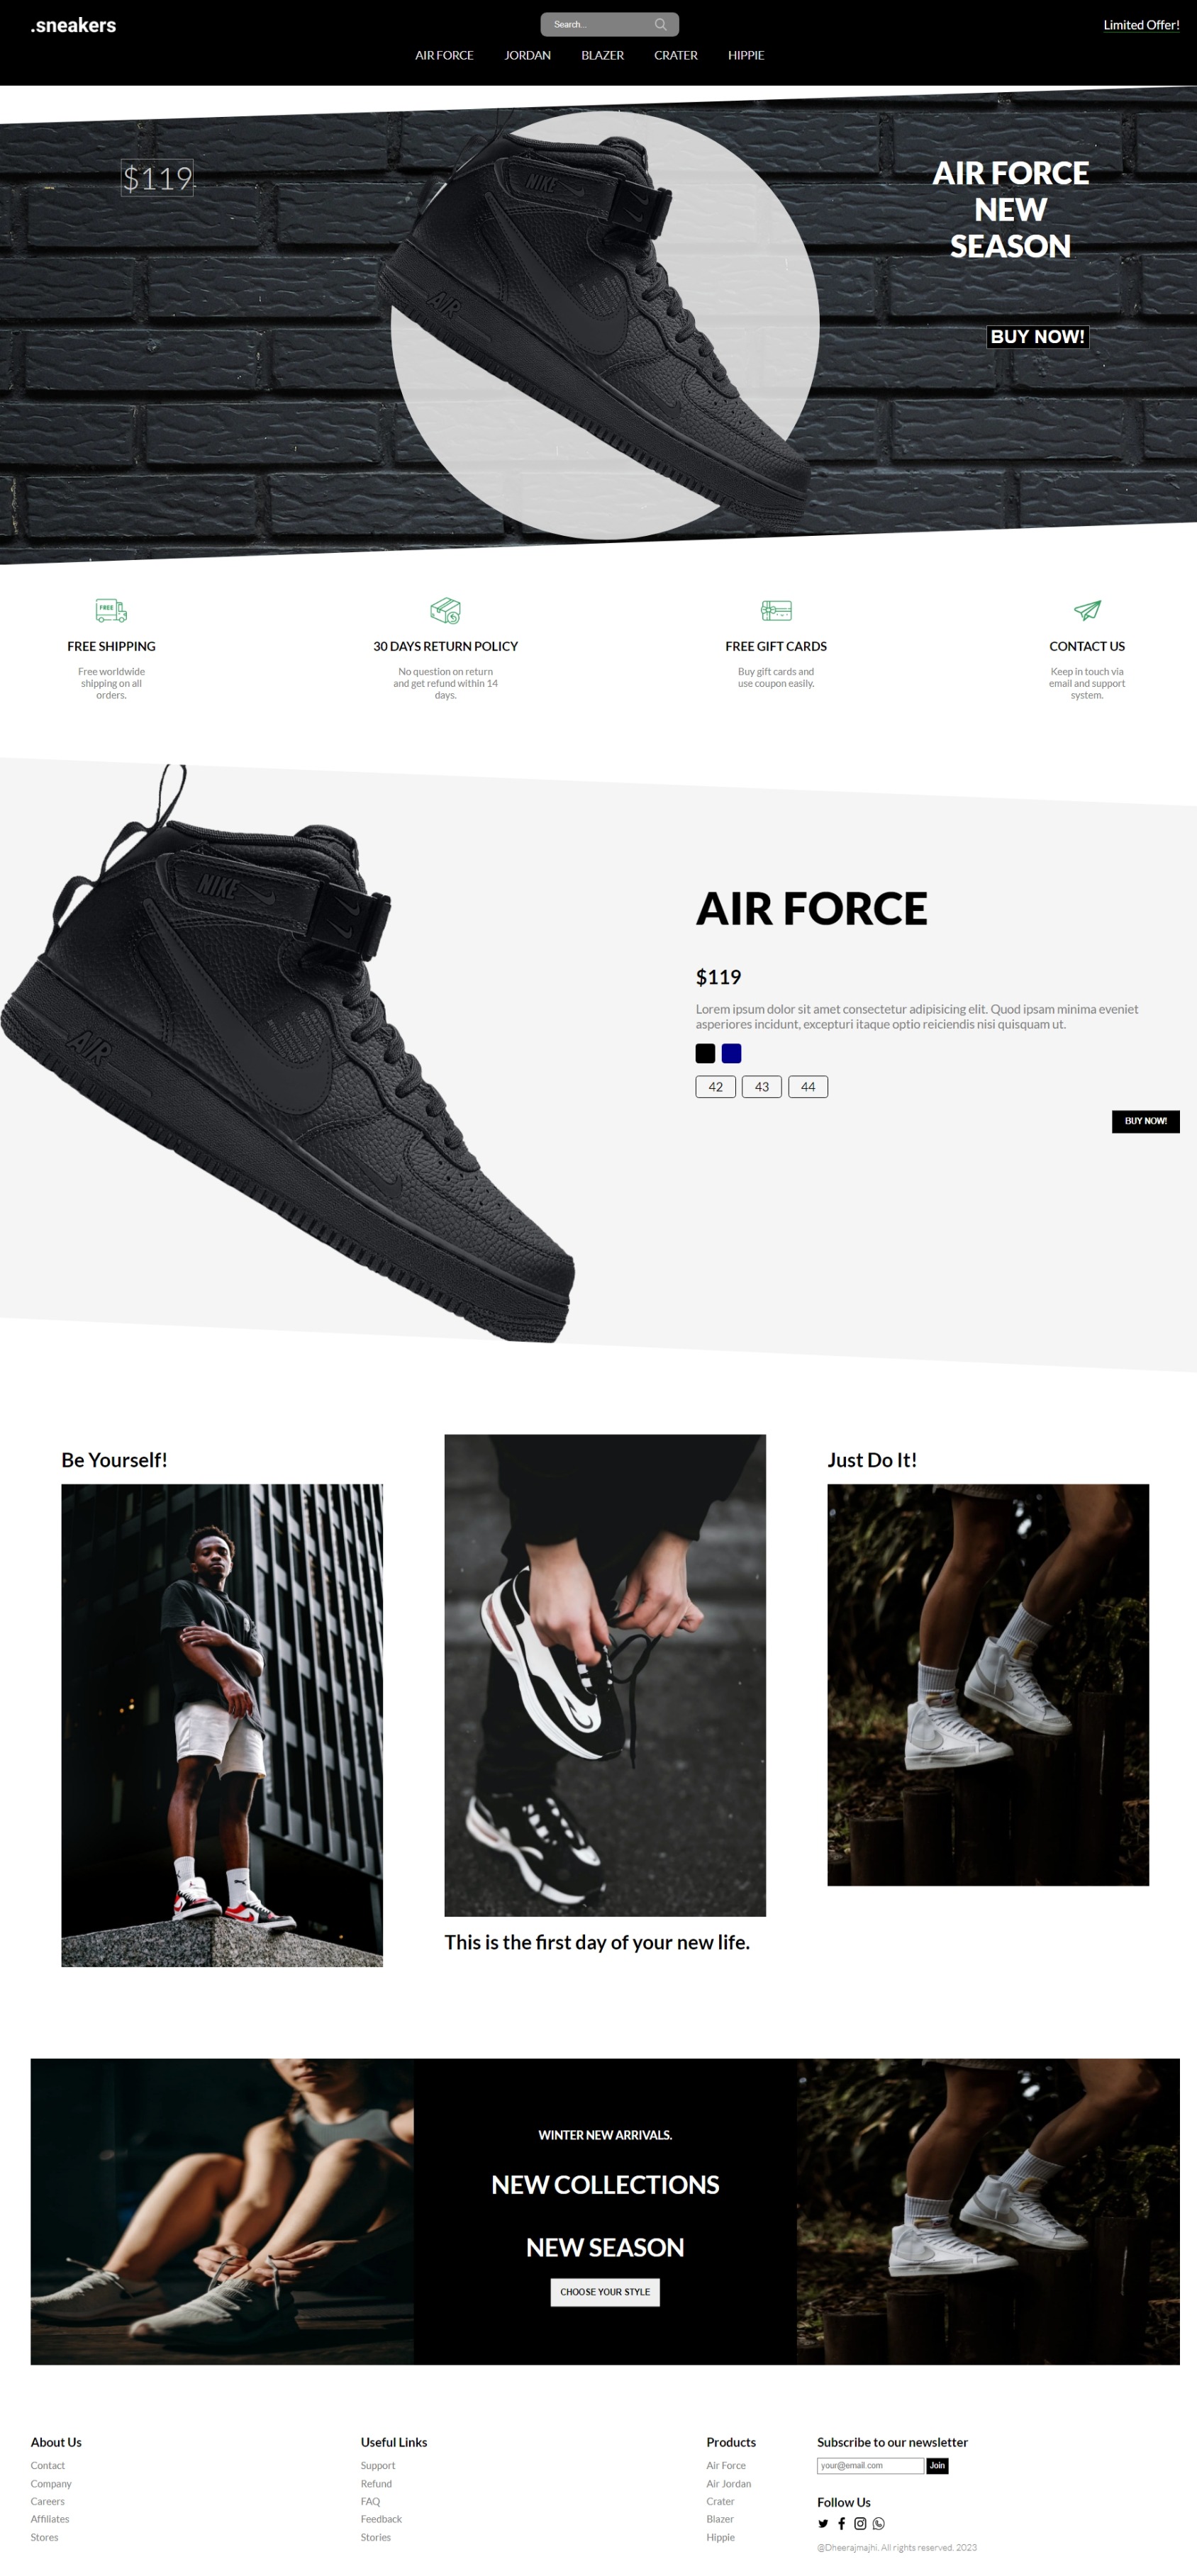 .sneakers
Search...
Limited Offer!
AIR FORCE
JORDAN
BLAZER
CRATER
HIPPIE
$119
NIKE
AIR
AIR FORCE
NEW
SEASON
BUY NOW!
FREE
FREE SHIPPING
Free worldwide
shipping on all
orders.
30 DAYS RETURN POLICY
No question on return
and get refund within 14
days.
FREE GIFT CARDS
Buy gift cards and
use coupon easily.
CONTACT US
Keep in touch via
email and support
system.
NIKE
AIR
AIR FORCE
$119
Lorem ipsum dolor sit amet consectetur adipisicing elit. Quod ipsam minima eveniet
asperiores incidunt, excepturi itaque optio reiciendis nisi quisquam ut.
42
43
44
BUY NOW!
Be Yourself!
This is the first day of your new life.
Just Do It!
WINTER NEW ARRIVALS.
NEW COLLECTIONS
NEW SEASON
CHOOSE YOUR STYLE
About Us
Contact
Company
Careers
Affiliates
Stores
Useful Links
Support
Refund
FAQ
Feedback
Stories
Products
Air Force
Air Jordan
Crater
Blazer
Hippie
Subscribe to our newsletter
your@email.com
Join
Follow Us
@Dheerajmajhi. All rights reserved. 2023